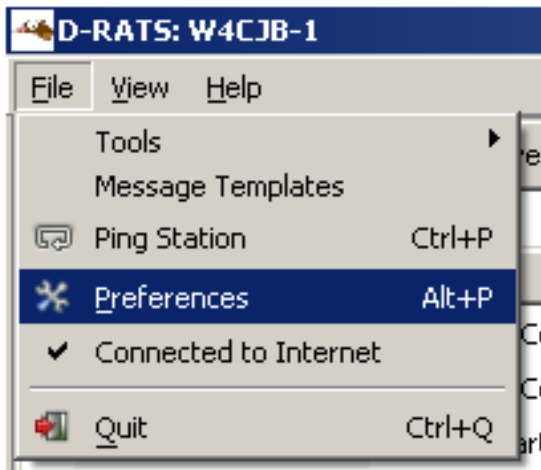 D-RATS: W4CJB-1
File View Help
Tools
Message Templates
Ping Station Ctrl+P
Preferences Alt+P
Connected to Internet
Quit Ctrl+Q